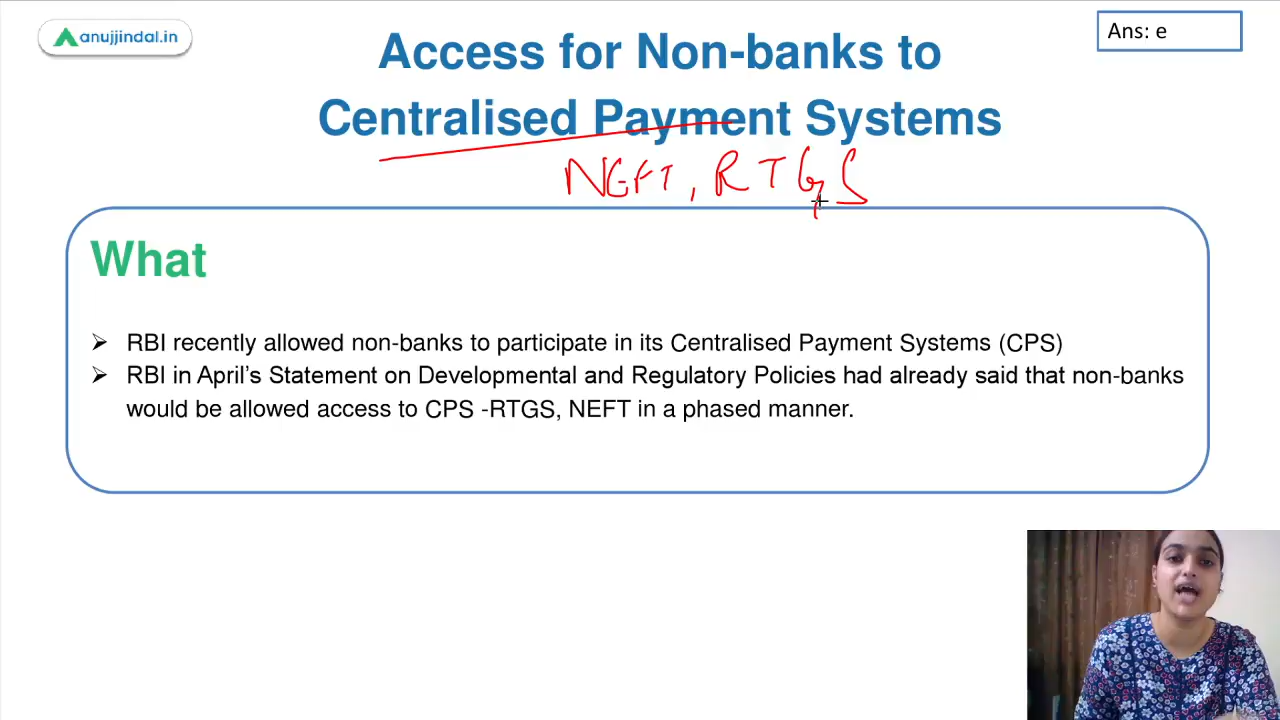 anujjindal.in
Ans: e
Access for Non-banks to
Centralised Payment Systems
NEFT, RTGS
What
➢ RBI recently allowed non-banks to participate in its Centralised Payment Systems (CPS)
➢ RBI in April's Statement on Developmental and Regulatory Policies had already said that non-banks
would be allowed access to CPS -RTGS, NEFT in a phased manner.